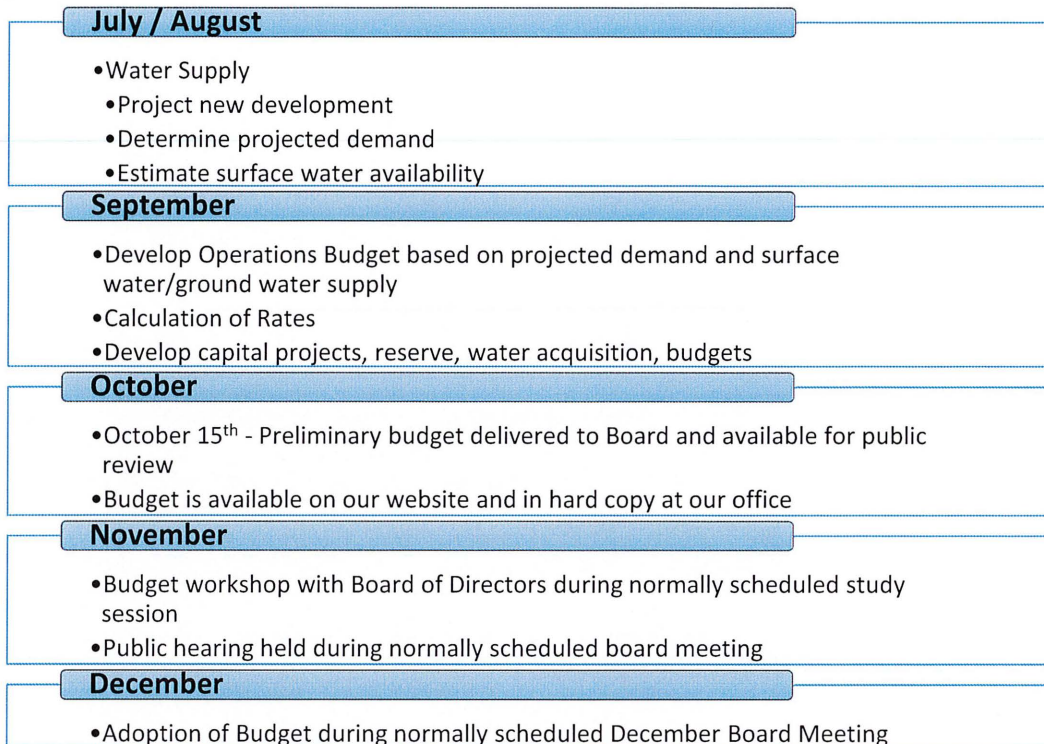 July / August
•Water Supply
•Project new development
•Determine projected demand
•Estimate surface water availability
September
•Develop Operations Budget based on projected demand and surface
water/ground water supply
•Calculation of Rates
•Develop capital projects, reserve, water acquisition, budgets
October
•October 15th - Preliminary budget delivered to Board and available for public
review
•Budget is available on our website and in hard copy at our office
November
•Budget workshop with Board of Directors during normally scheduled study
session
•Public hearing held during normally scheduled board meeting
December
•Adoption of Budget during normally scheduled December Board Meeting